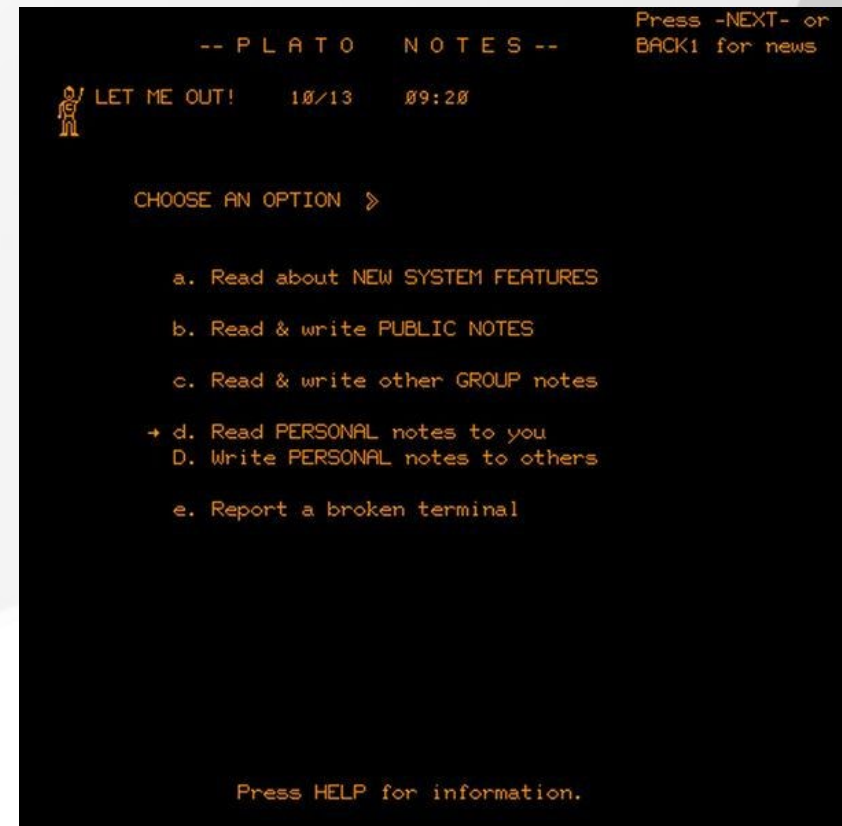 -- P L A T O N O T E S --
Press -NEXT- or
BACK1 for news
LET ME OUT! 10/13 09:20
CHOOSE AN OPTION >
a. Read about NEW SYSTEM FEATURES
b. Read & write PUBLIC NOTES
c. Read & write other GROUP notes
→ d. Read PERSONAL notes to you
D. Write PERSONAL notes to others
e. Report a broken terminal
Press HELP for information.